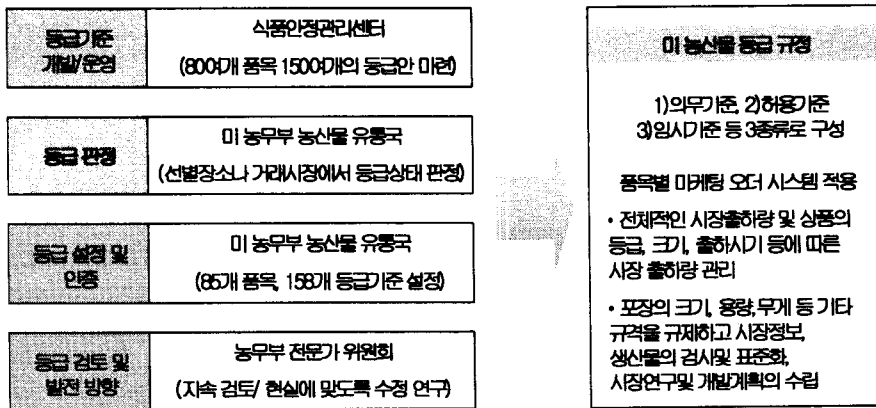 등급기준
개발/운영
식품안정관리센터
(800여개 품목 1500여개의 등급안 마련)
등급 판정
미 농무부 농산물 유통국
(선별장소나 거래시장에서 등급상태 판정)
등급 설정 및
인증
미 농무부 농산물 유통국
(85개 품목, 158개 등급기준 설정)
등급 검토 및
발전 방향
농무부 전문가 위원회
(지속 검토/ 현실에 맞도록 수정 연구)
미 농산물 등급 규정
1)의무기준, 2)허용기준
3)임시기준 등 3종류로 구성
품목별 마케팅 오더 시스템 적용
• 전체적인 시장출하량 및 상품의
등급, 크기, 출하시기 등에 따른
시장 출하량 관리
• 포장의 크기, 용량,무게 등 기타
규격을 규제하고 시장정보,
생산물의 검사및 표준화,
시장연구및 개발계획의 수립